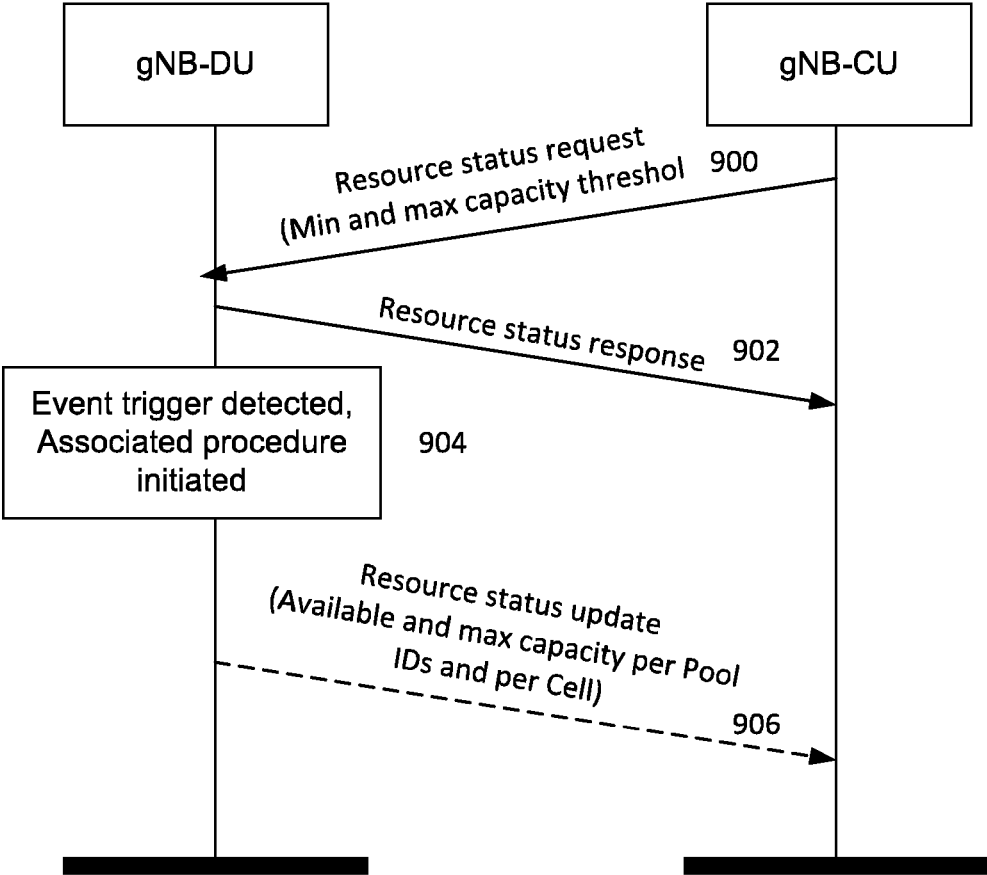 gNB-DU
gNB-CU
Resource status request
(Min and max capacity threshol
900
Resource status response
902
Event trigger detected,
Associated procedure
initiated
904
Resource status update
(Available and max capacity per Pool
IDs and per Cell)
906